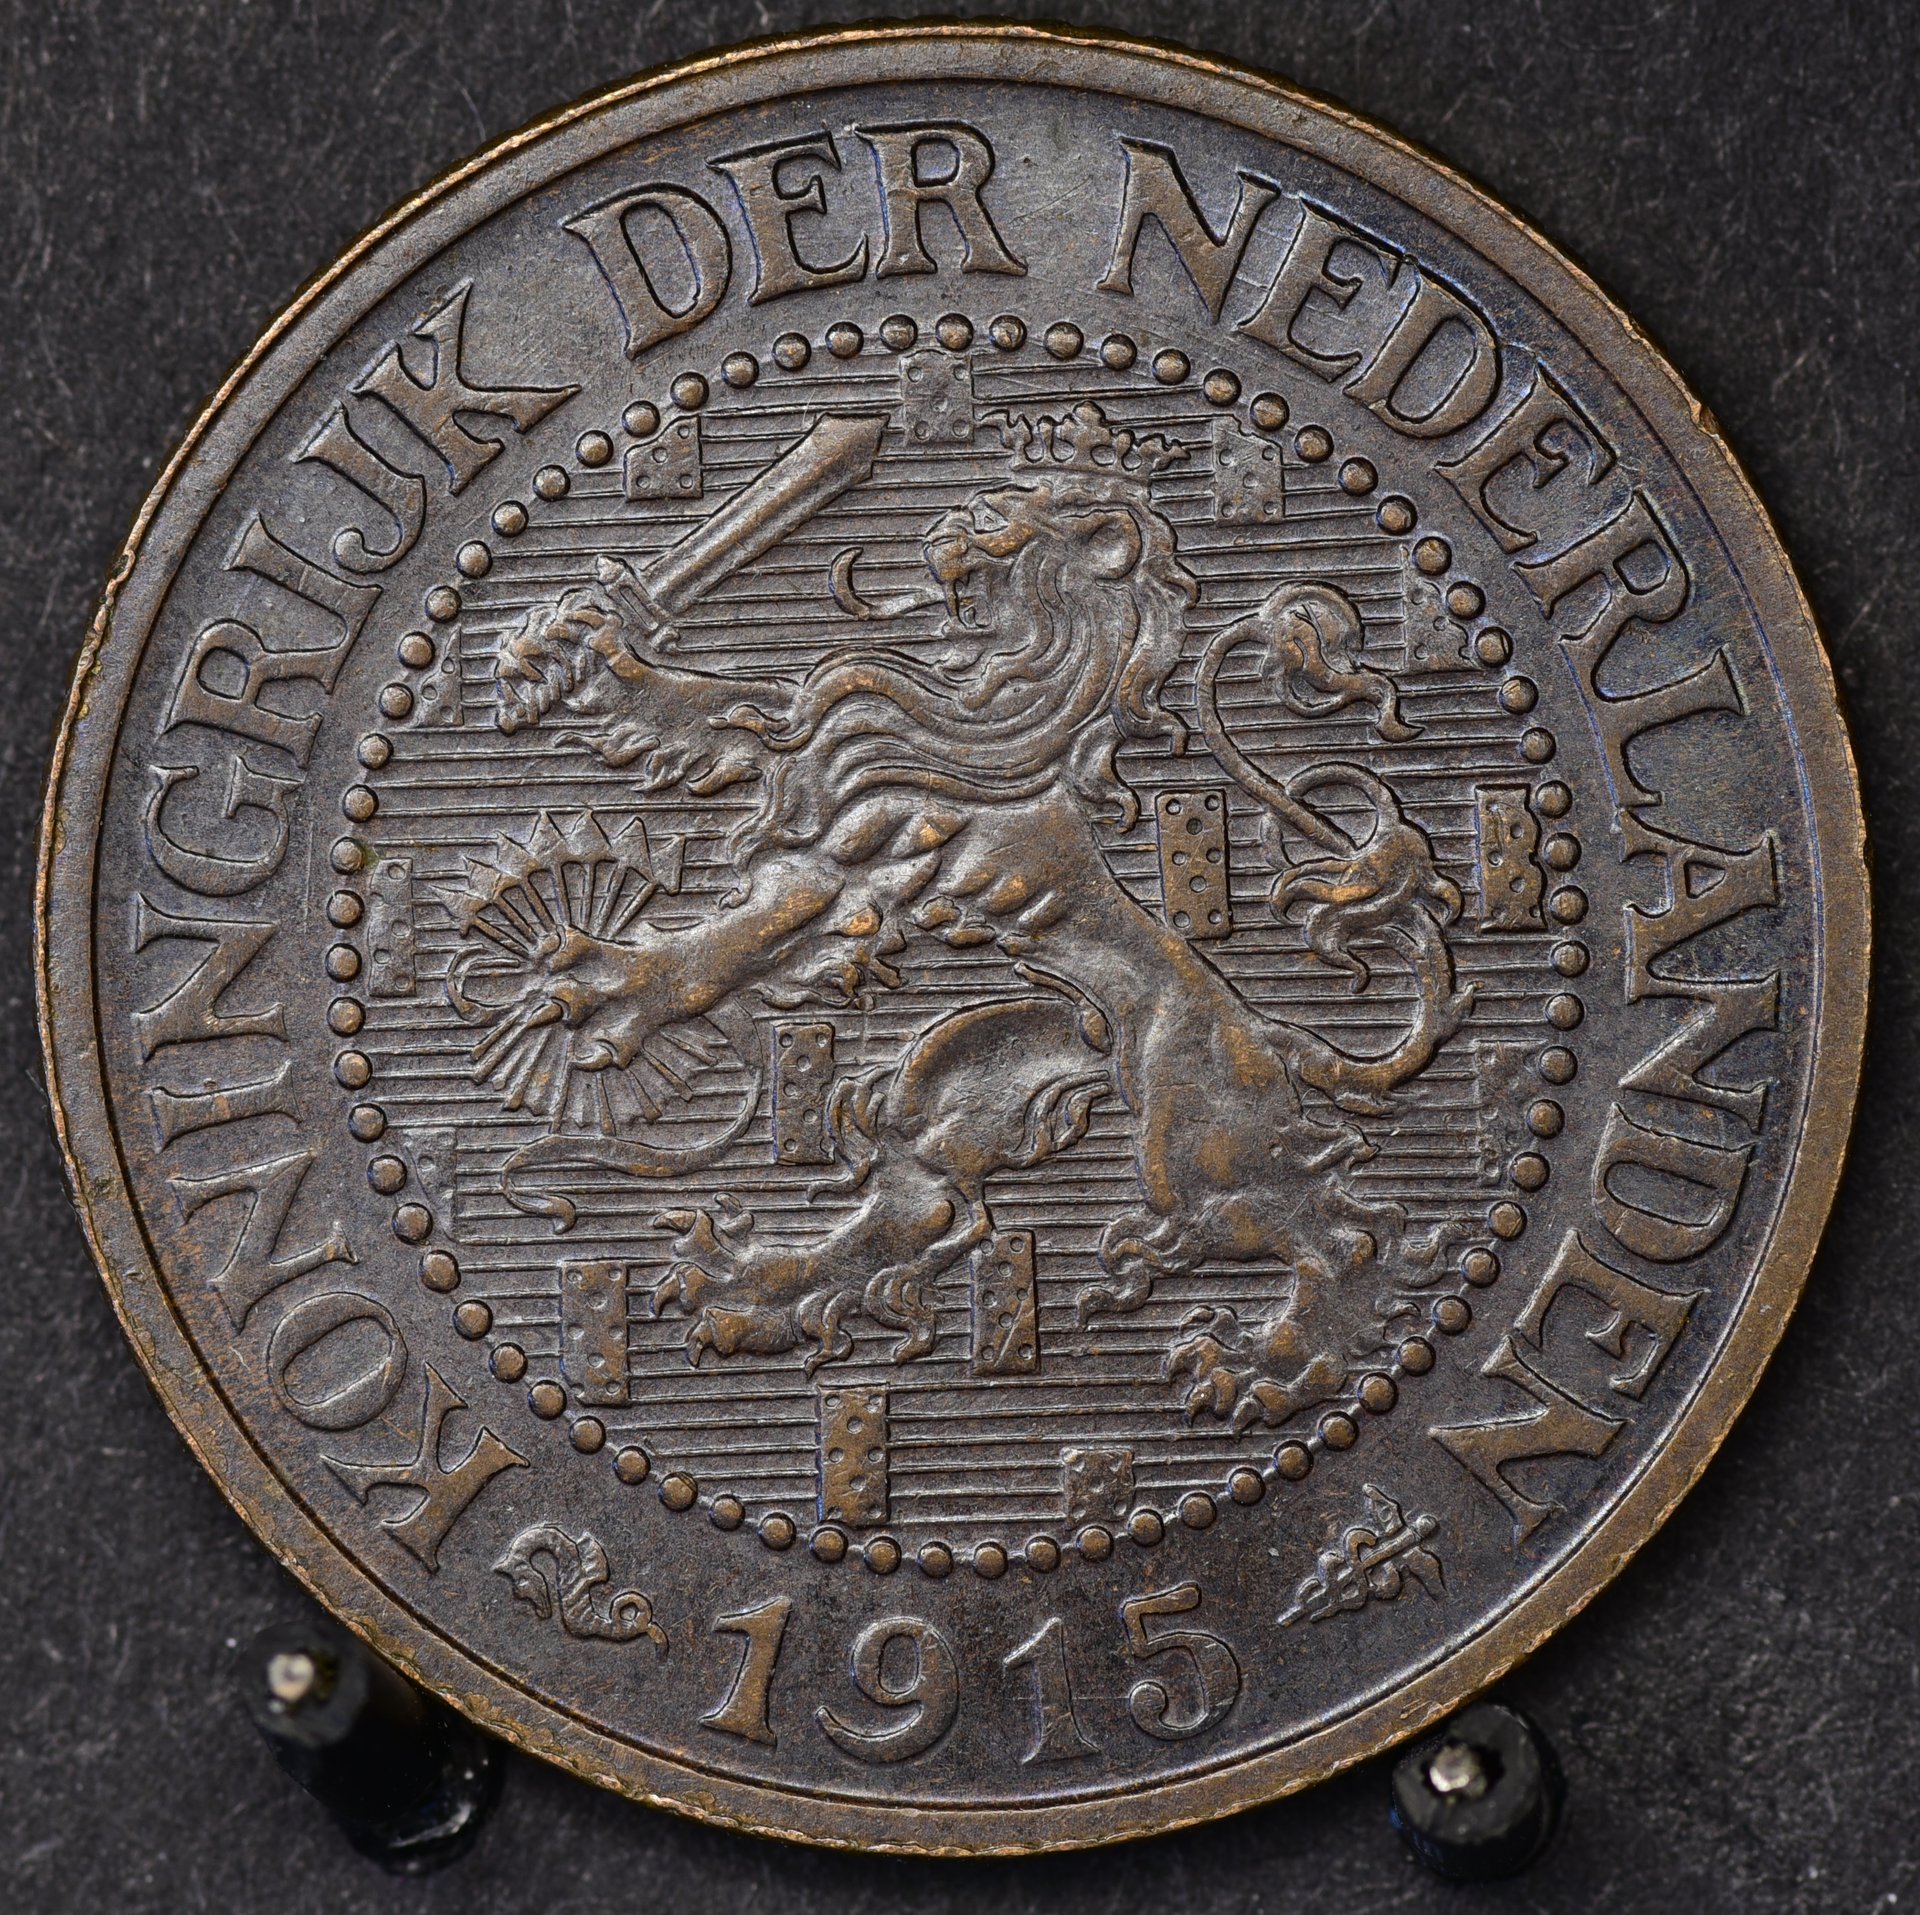 KONINGRIJK DER NEDERLANDEN
1915